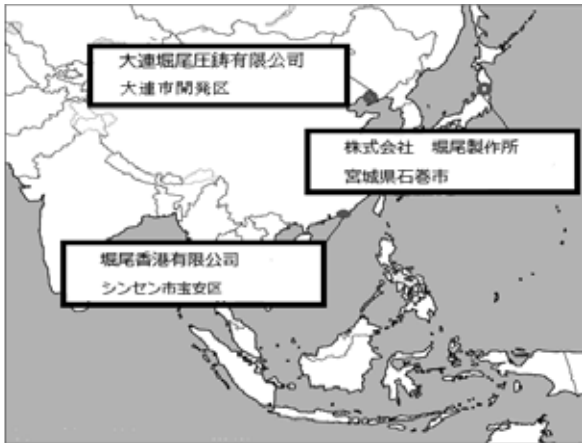 大連堀尾圧鋳有限公司
大連市開発区
株式会社　堀尾製作所
宮城県石巻市
堀尾香港有限公司
シンセン市宝安区